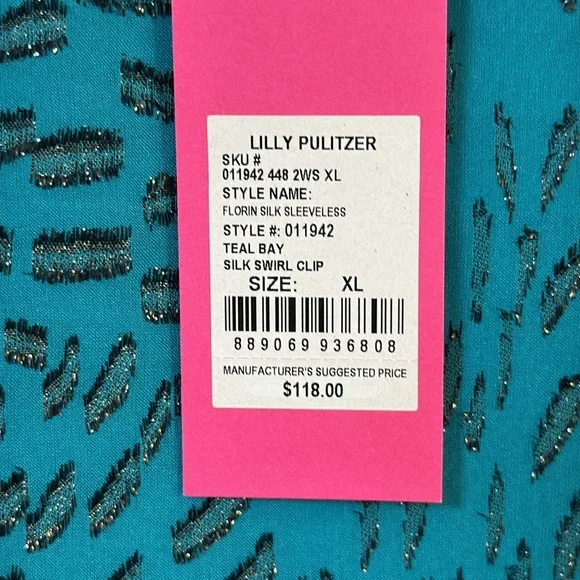 LILLY PULITZER
SKU #
011942 448 2WS XL
STYLE NAME:
FLORIN SILK SLEEVELESS
STYLE #: 011942
TEAL BAY
SILK SWIRL CLIP
SIZE: XL
889069 936808
MANUFACTURER'S SUGGESTED PRICE
$118.00